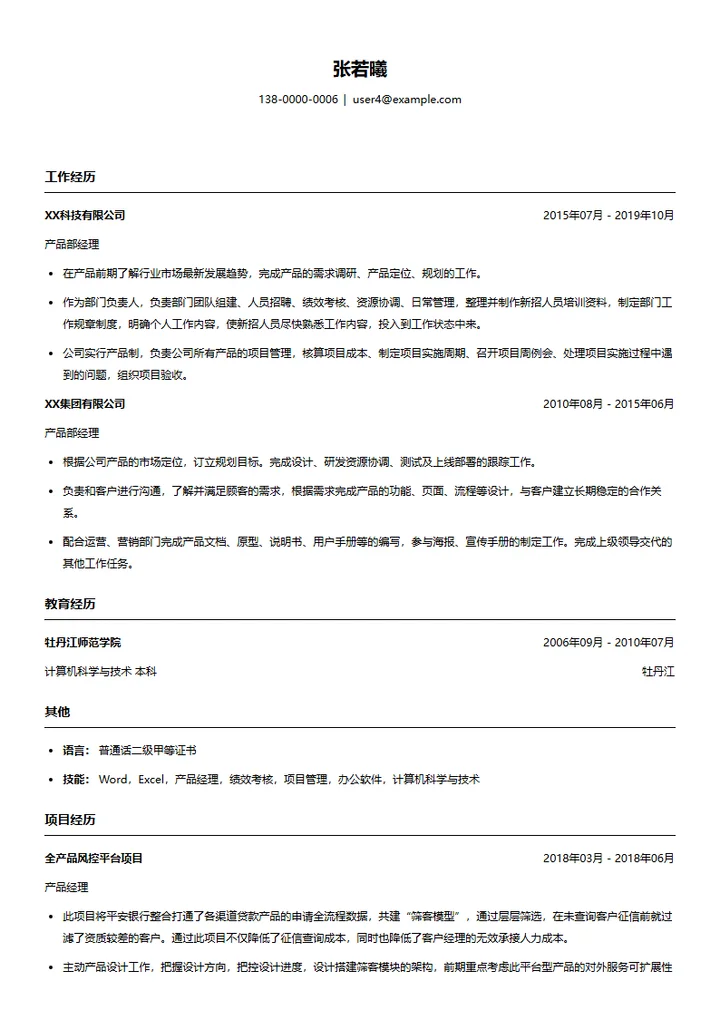 张若曦
138-0000-0006 | user4@example.com
工作经历
XX科技有限公司 2015年07月 - 2019年10月
产品部经理
• 在产品前期了解行业市场最新发展趋势，完成产品的需求调研、产品定位、规划的工作。
• 作为部门负责人，负责部门团队组建、人员招聘、绩效考核、资源协调、日常管理，整理并制作新招人员培训资料，制定部门工
作规章制度，明确个人工作内容，使新招人员尽快熟悉工作内容，投入到工作状态中来。
• 公司实行产品制，负责公司所有产品的项目管理，核算项目成本、制定项目实施周期、召开项目周例会、处理项目实施过程中遇
到的问题，组织项目验收。
XX集团有限公司 2010年08月 - 2015年06月
产品部经理
• 根据公司产品的市场定位，订立规划目标。完成设计、研发资源协调、测试及上线部署的跟踪工作。
• 负责和客户进行沟通，了解并满足顾客的需求，根据需求完成产品的功能、页面、流程等设计，与客户建立长期稳定的合作关
系。
• 配合运营、营销部门完成产品文档、原型、说明书、用户手册等的编写，参与海报、宣传手册的制定工作。完成上级领导交代的
其他工作任务。
教育经历
牡丹江师范学院 2006年09月 - 2010年07月
计算机科学与技术 本科 牡丹江
其他
• 语言： 普通话二级甲等证书
• 技能： Word，Excel，产品经理，绩效考核，项目管理，办公软件，计算机科学与技术
项目经历
全产品风控平台项目 2018年03月 - 2018年06月
产品经理
• 此项目将平安银行整合打通了各渠道贷款产品的申请全流程数据，共建“筛客模型”，通过层层筛选，在未查询客户征信前就过
滤了资质较差的客户。通过此项目不仅降低了征信查询成本，同时也降低了客户经理的无效承接人力成本。
• 主动产品设计工作，把握设计方向，把控设计进度，设计搭建筛客模块的架构，前期重点考虑此平台型产品的对外服务可扩展性